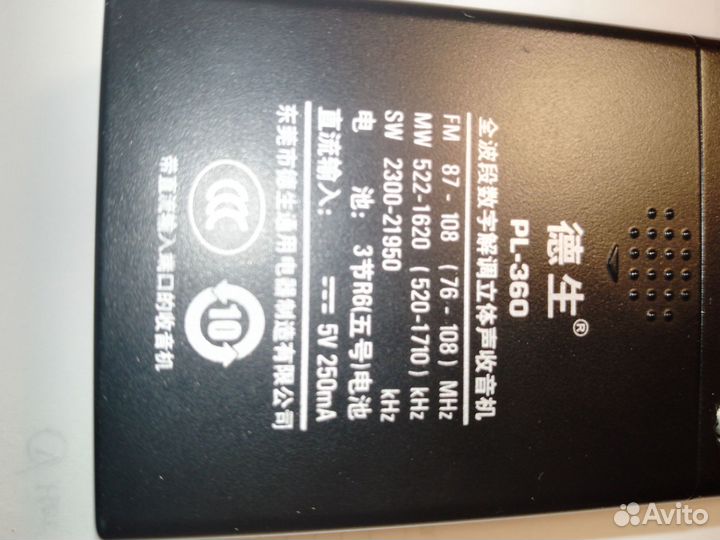 德生®
PL-360
全波段数字解调立体声收音机
FM 87 - 108 (76 - 108) MHz
MW 522-1620 (520-1710) kHz
SW 2300-21950 kHz
电 池: 3节R6(五号)电池
直流输入: 5V 250mA
东莞市德生通用电器制造有限公司
CCC
10
带直流输入端口的收音机
Avito